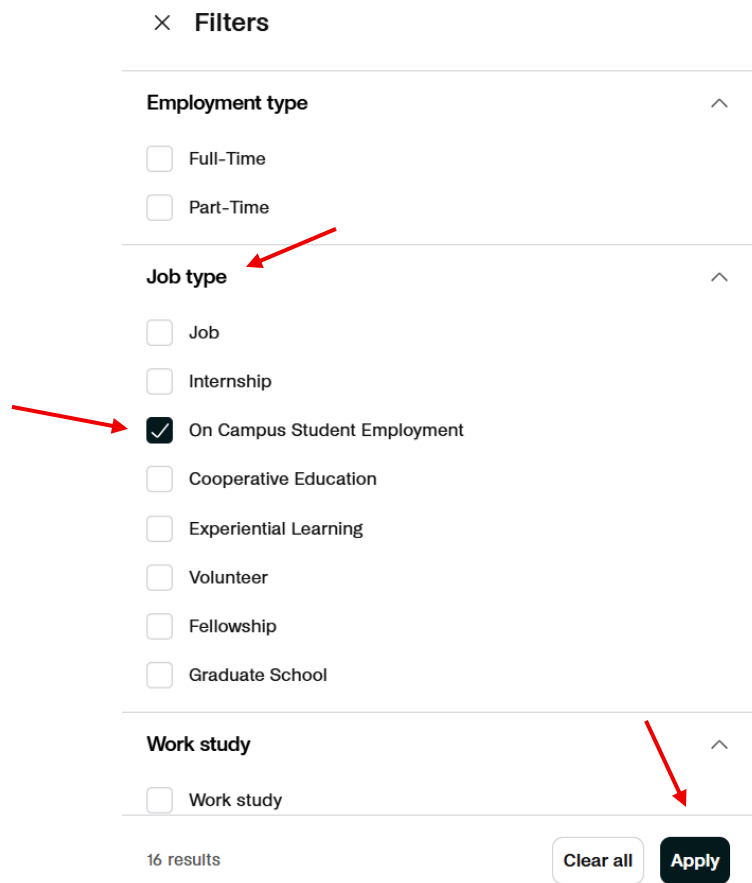 Filters
Employment type
Full-Time
Part-Time
Job type
Job
Internship
On Campus Student Employment
Cooperative Education
Experiential Learning
Volunteer
Fellowship
Graduate School
Work study
Work study
16 results Clear all Apply